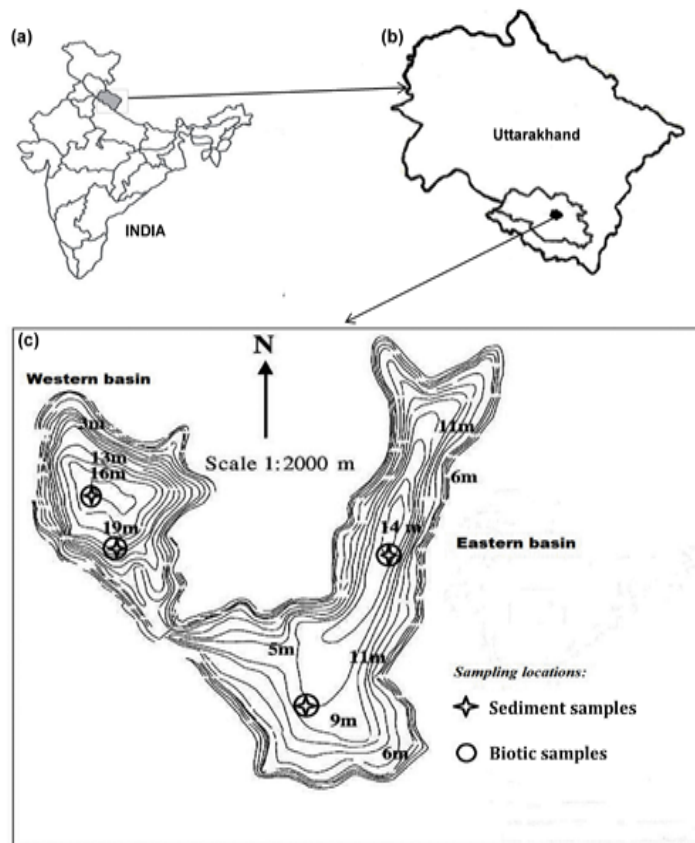 (a)
INDIA
(b)
Uttarakhand
(c)
Western basin
N
Scale 1:2000 m
3m
13m
16m
19m
11m
6m
14 m
Eastern basin
5m
11m
9m
6m
Sampling locations:
Sediment samples
Biotic samples